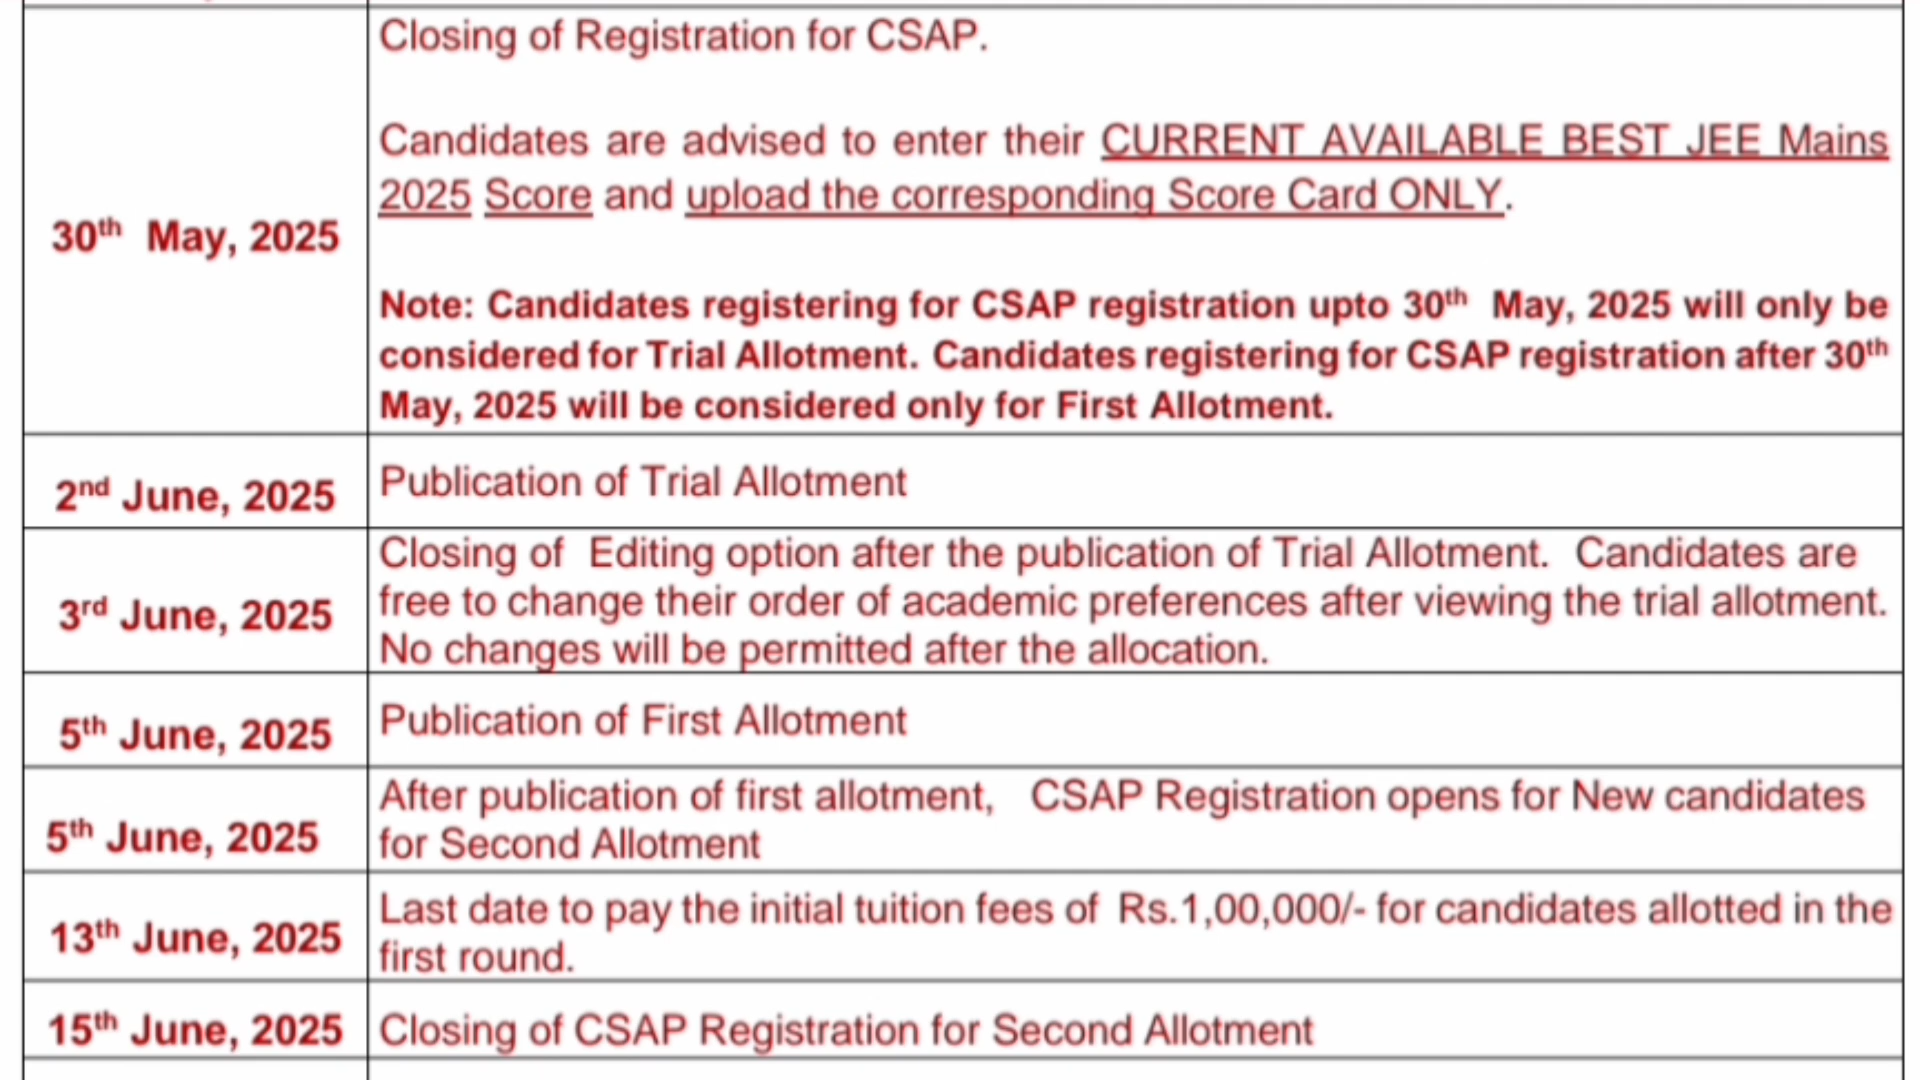 Closing of Registration for CSAP.
Candidates are advised to enter their CURRENT AVAILABLE BEST JEE Mains
2025 Score and upload the corresponding Score Card ONLY.
30th May, 2025
Note: Candidates registering for CSAP registration upto 30th May, 2025 will only be
considered for Trial Allotment. Candidates registering for CSAP registration after 30th
May, 2025 will be considered only for First Allotment.
2nd June, 2025
Publication of Trial Allotment
3rd June, 2025
Closing of Editing option after the publication of Trial Allotment. Candidates are
free to change their order of academic preferences after viewing the trial allotment.
No changes will be permitted after the allocation.
5th June, 2025
Publication of First Allotment
5th June, 2025
After publication of first allotment, CSAP Registration opens for New candidates
for Second Allotment
13th June, 2025
Last date to pay the initial tuition fees of Rs.1,00,000/- for candidates allotted in the
first round.
15th June, 2025
Closing of CSAP Registration for Second Allotment